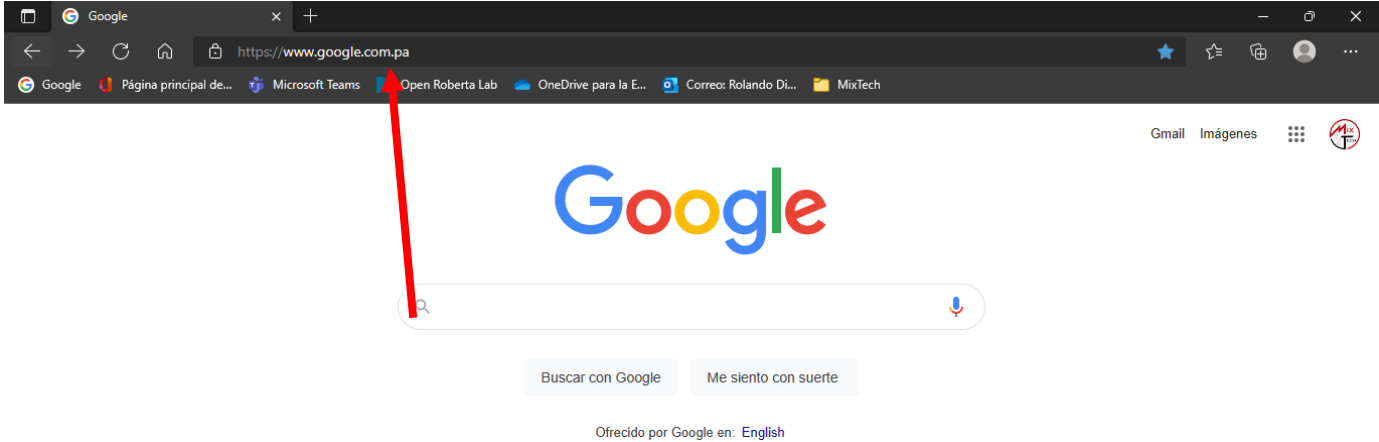 Google
https://www.google.com.pa
Google Página principal de... Microsoft Teams Open Roberta Lab OneDrive para la E... Correo: Rolando Di... MixTech
Gmail Imágenes
Google
Buscar con Google Me siento con suerte
Ofrecido por Google en: English